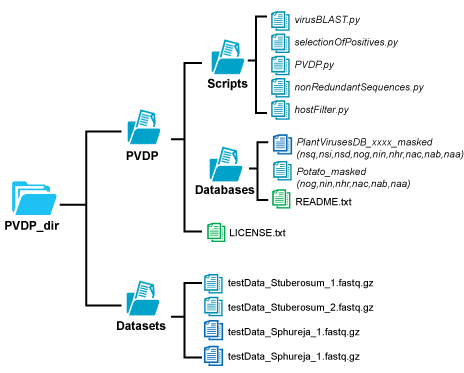 virusBLAST.py
selectionOfPositives.py
PVDP.py
nonRedundantSequences.py
hostFilter.py
Scripts
PVDP
PlantVirusesDB_xxxx_masked
(nsq,nsi,nsd,nog,nin,nhr,nac,nab,naa)
Potato_masked
(nog,nin,nhr,nac,nab,naa)
README.txt
Databases
LICENSE.txt
PVDP_dir
testData_Stuberosum_1.fastq.gz
testData_Stuberosum_2.fastq.gz
testData_Sphureja_1.fastq.gz
testData_Sphureja_1.fastq.gz
Datasets